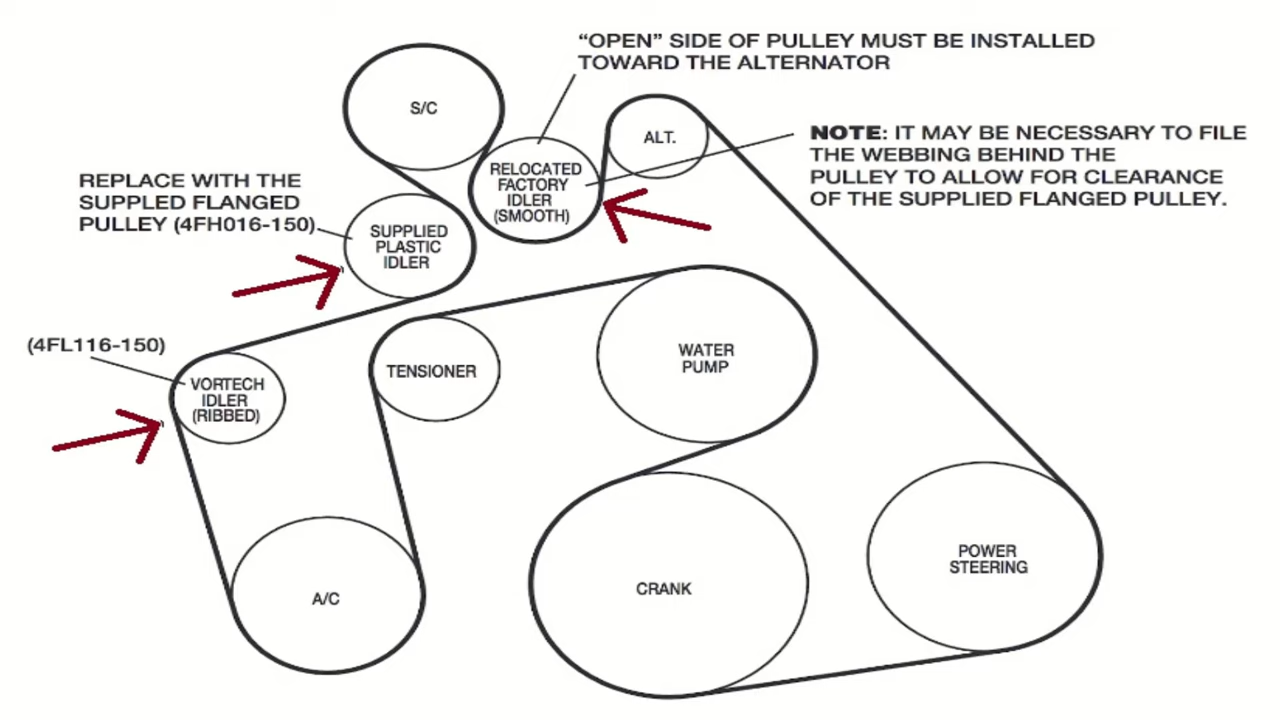 “OPEN” SIDE OF PULLEY MUST BE INSTALLED
TOWARD THE ALTERNATOR
S/C
ALT.
NOTE: IT MAY BE NECESSARY TO FILE
THE WEBBING BEHIND THE
PULLEY TO ALLOW FOR CLEARANCE
OF THE SUPPLIED FLANGED PULLEY.
RELOCATED
FACTORY
IDLER
(SMOOTH)
REPLACE WITH THE
SUPPLED FLANGED
PULLEY (4FH016-150)
SUPPLIED
PLASTIC
IDLER
(4FL116-150)
VORTECH
IDLER
(RIBBED)
TENSIONER
WATER
PUMP
A/C
CRANK
POWER
STEERING